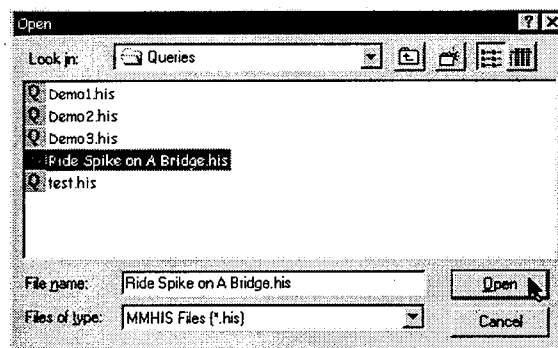 Open
Look in: Queries
Demo1.his
Demo2.his
Demo3.his
Ride Spike on A Bridge.his
test.his
File name: Ride Spike on A Bridge.his Open
Files of type: MMHIS Files (*.his) Cancel